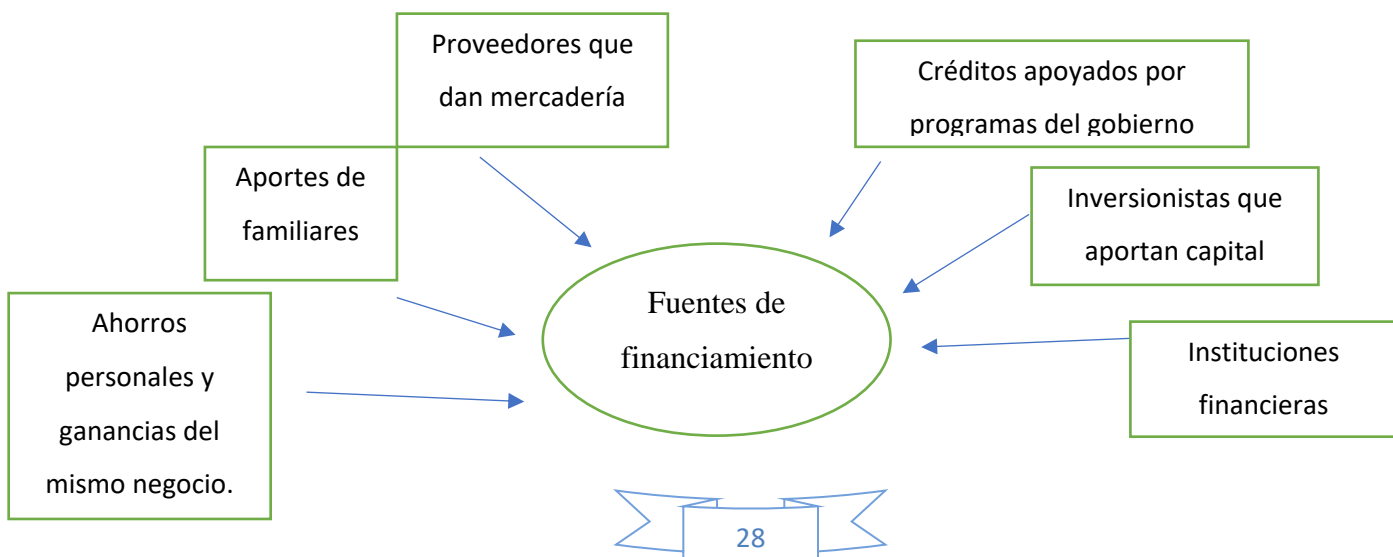 Proveedores que
dan mercadería
Créditos apoyados por
programas del gobierno
Aportes de
familiares
Inversionistas que
aportan capital
Ahorros
personales y
ganancias del
mismo negocio.
Fuentes de
financiamiento
Instituciones
financieras
28